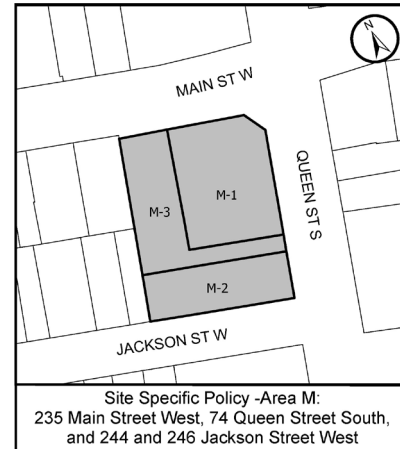 N
MAIN ST W
QUEEN ST S
M-3
M-1
M-2
JACKSON ST W
Site Specific Policy -Area M:
235 Main Street West, 74 Queen Street South,
and 244 and 246 Jackson Street West